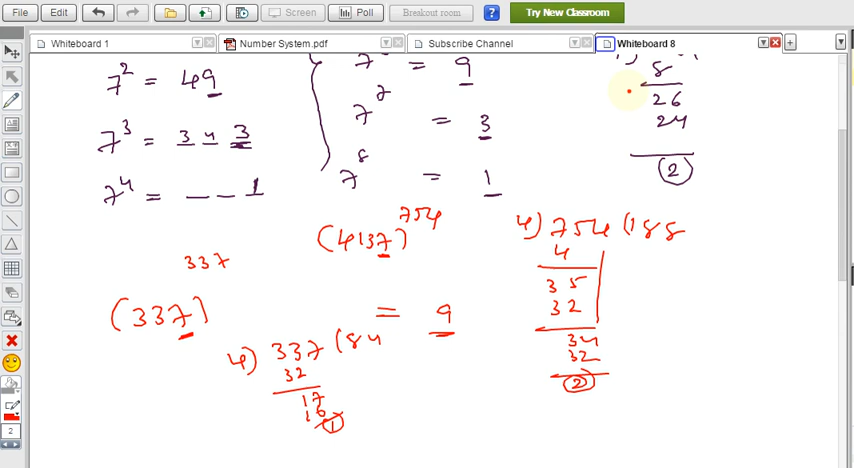 File Edit Screen Poll Breakout room Try New Classroom
Whiteboard 1 Number System.pdf Subscribe Channel Whiteboard 8
7² = 49
7³ = 343
7⁴ = _ _ 1
= 9
7⁷ = 3
7⁸ = 1
8
26
24
2
(4137)⁷⁵⁴
4) 754 (188
4
35
32
34
32
2
(337)³³⁷ = 9
4) 337 (84
32
17
16
1
2